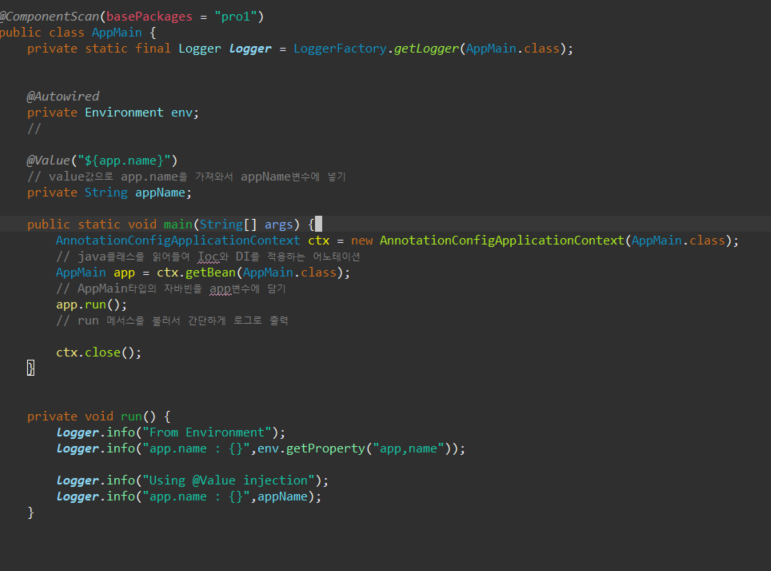 @ComponentScan(basePackages = "pro1")
public class AppMain {
    private static final Logger logger = LoggerFactory.getLogger(AppMain.class);
    @Autowired
    private Environment env;
    //
    @Value("${app.name}")
    // value값으로 app.name을 가져와서 appName변수에 넣기
    private String appName;
    public static void main(String[] args) {
        AnnotationConfigApplicationContext ctx = new AnnotationConfigApplicationContext(AppMain.class);
        // java클래스를 읽어들여 Ioc와 DI를 적용하는 어노테이션
        AppMain app = ctx.getBean(AppMain.class);
        // AppMain타입의 자바빈을 app변수에 담기
        app.run();
        // run 메서스를 불러서 간단하게 로그로 출력
        ctx.close();
    }
    private void run() {
        logger.info("From Environment");
        logger.info("app.name : {}",env.getProperty("app,name"));
        logger.info("Using @Value injection");
        logger.info("app.name : {}",appName);
    }